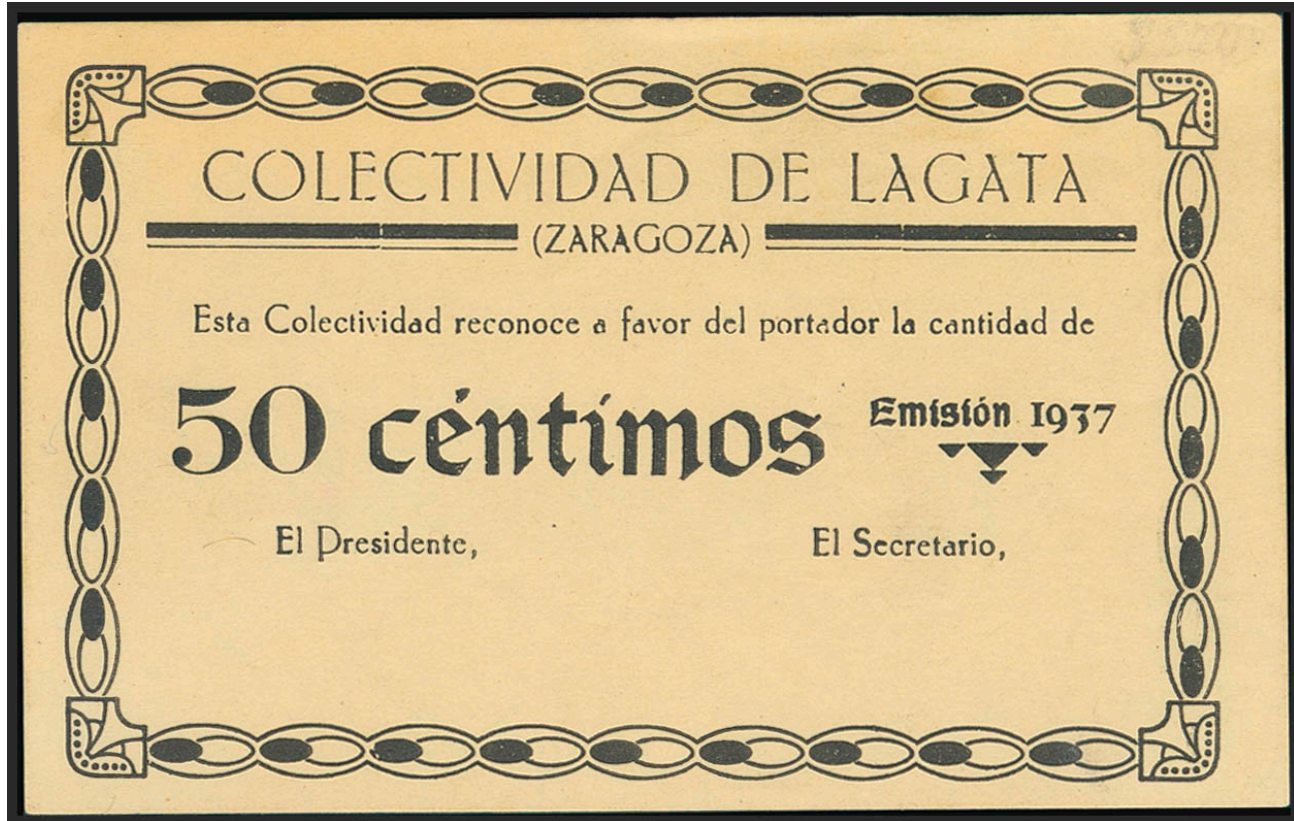 COLECTIVIDAD DE LAGATA
(ZARAGOZA)
Esta Colectividad reconoce a favor del portador la cantidad de
50 céntimos Emisión 1937
El Presidente, El Secretario,